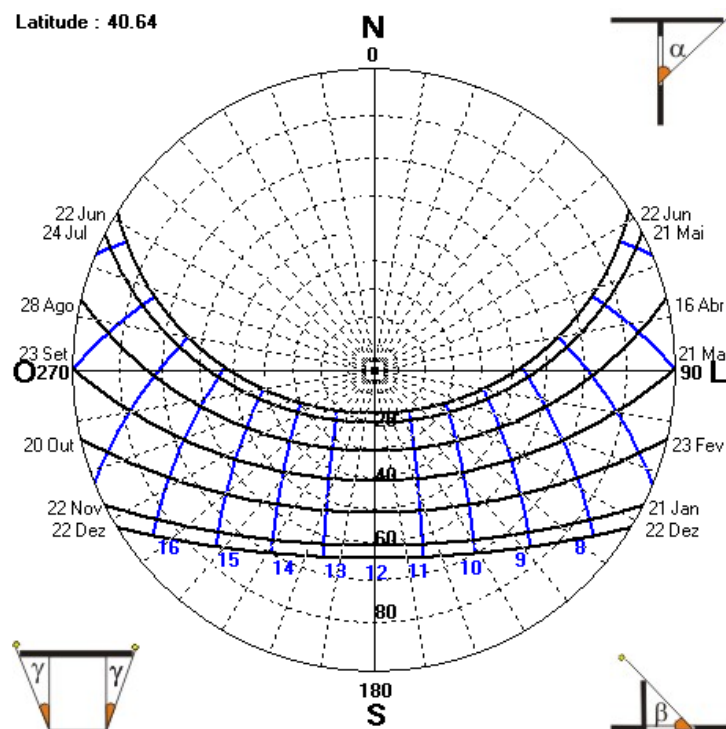 Latitude : 40.64
N
0
α
22 Jun
24 Jul
22 Jun
21 Mai
28 Ago
16 Abr
23 Set
O 270
21 Ma
90 L
20
20 Out
23 Fev
40
22 Nov
22 Dez
21 Jan
22 Dez
60
16 15 14 13 12 11 10 9 8
80
γ γ
β
180
S